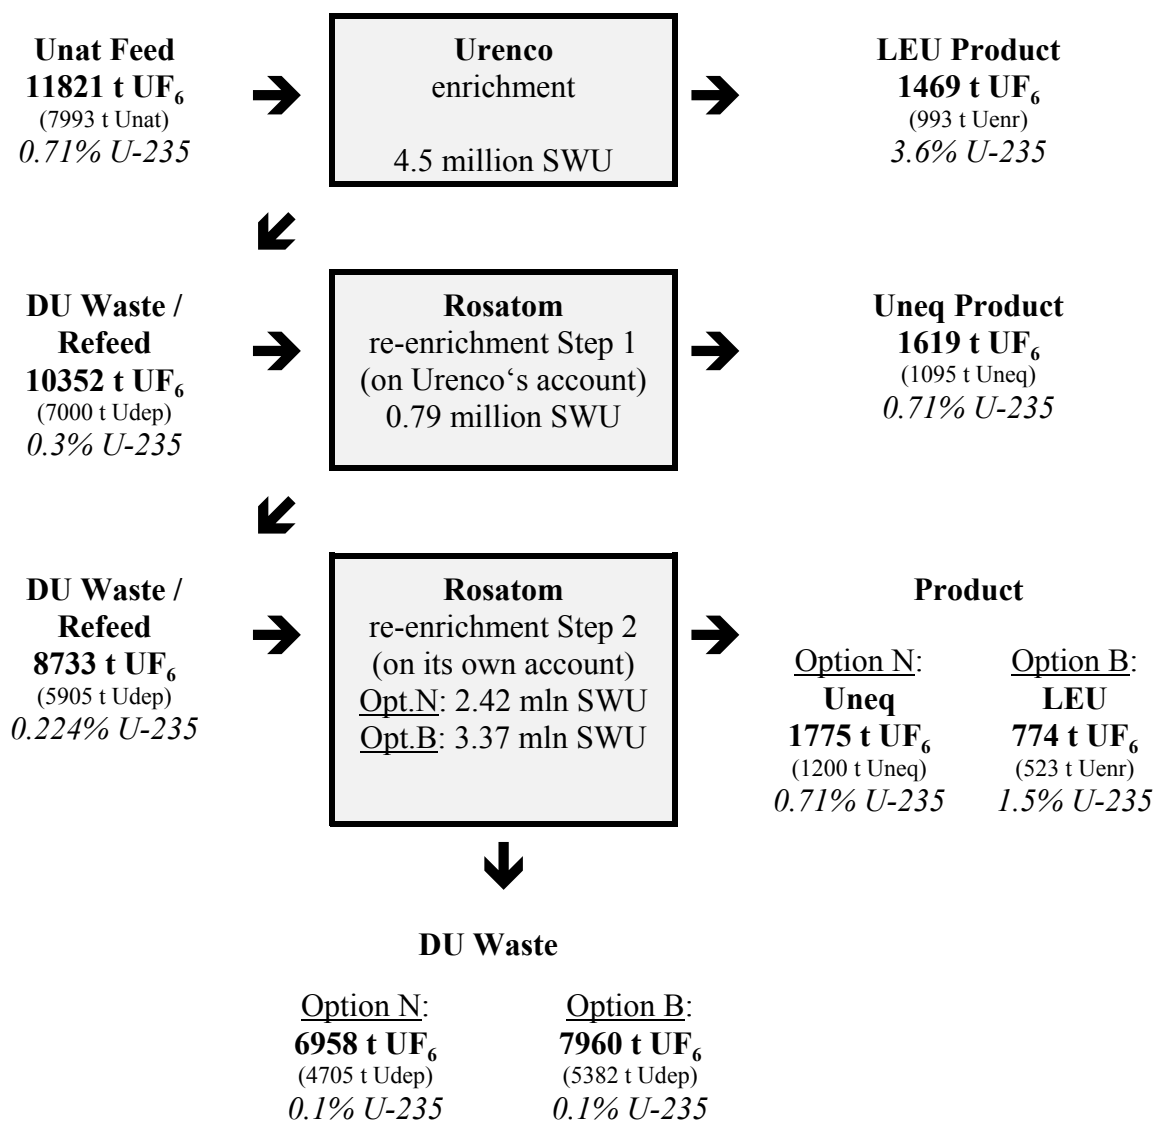 Unat Feed
11821 t UF₆
(7993 t Unat)
0.71% U-235
Urenco
enrichment
4.5 million SWU
LEU Product
1469 t UF₆
(993 t Uenr)
3.6% U-235
DU Waste /
Refeed
10352 t UF₆
(7000 t Udep)
0.3% U-235
Rosatom
re-enrichment Step 1
(on Urenco‘s account)
0.79 million SWU
Uneq Product
1619 t UF₆
(1095 t Uneq)
0.71% U-235
DU Waste /
Refeed
8733 t UF₆
(5905 t Udep)
0.224% U-235
Rosatom
re-enrichment Step 2
(on its own account)
Opt.N: 2.42 mln SWU
Opt.B: 3.37 mln SWU
Product
Option N:
Uneq
1775 t UF₆
(1200 t Uneq)
0.71% U-235
Option B:
LEU
774 t UF₆
(523 t Uenr)
1.5% U-235
DU Waste
Option N:
6958 t UF₆
(4705 t Udep)
0.1% U-235
Option B:
7960 t UF₆
(5382 t Udep)
0.1% U-235